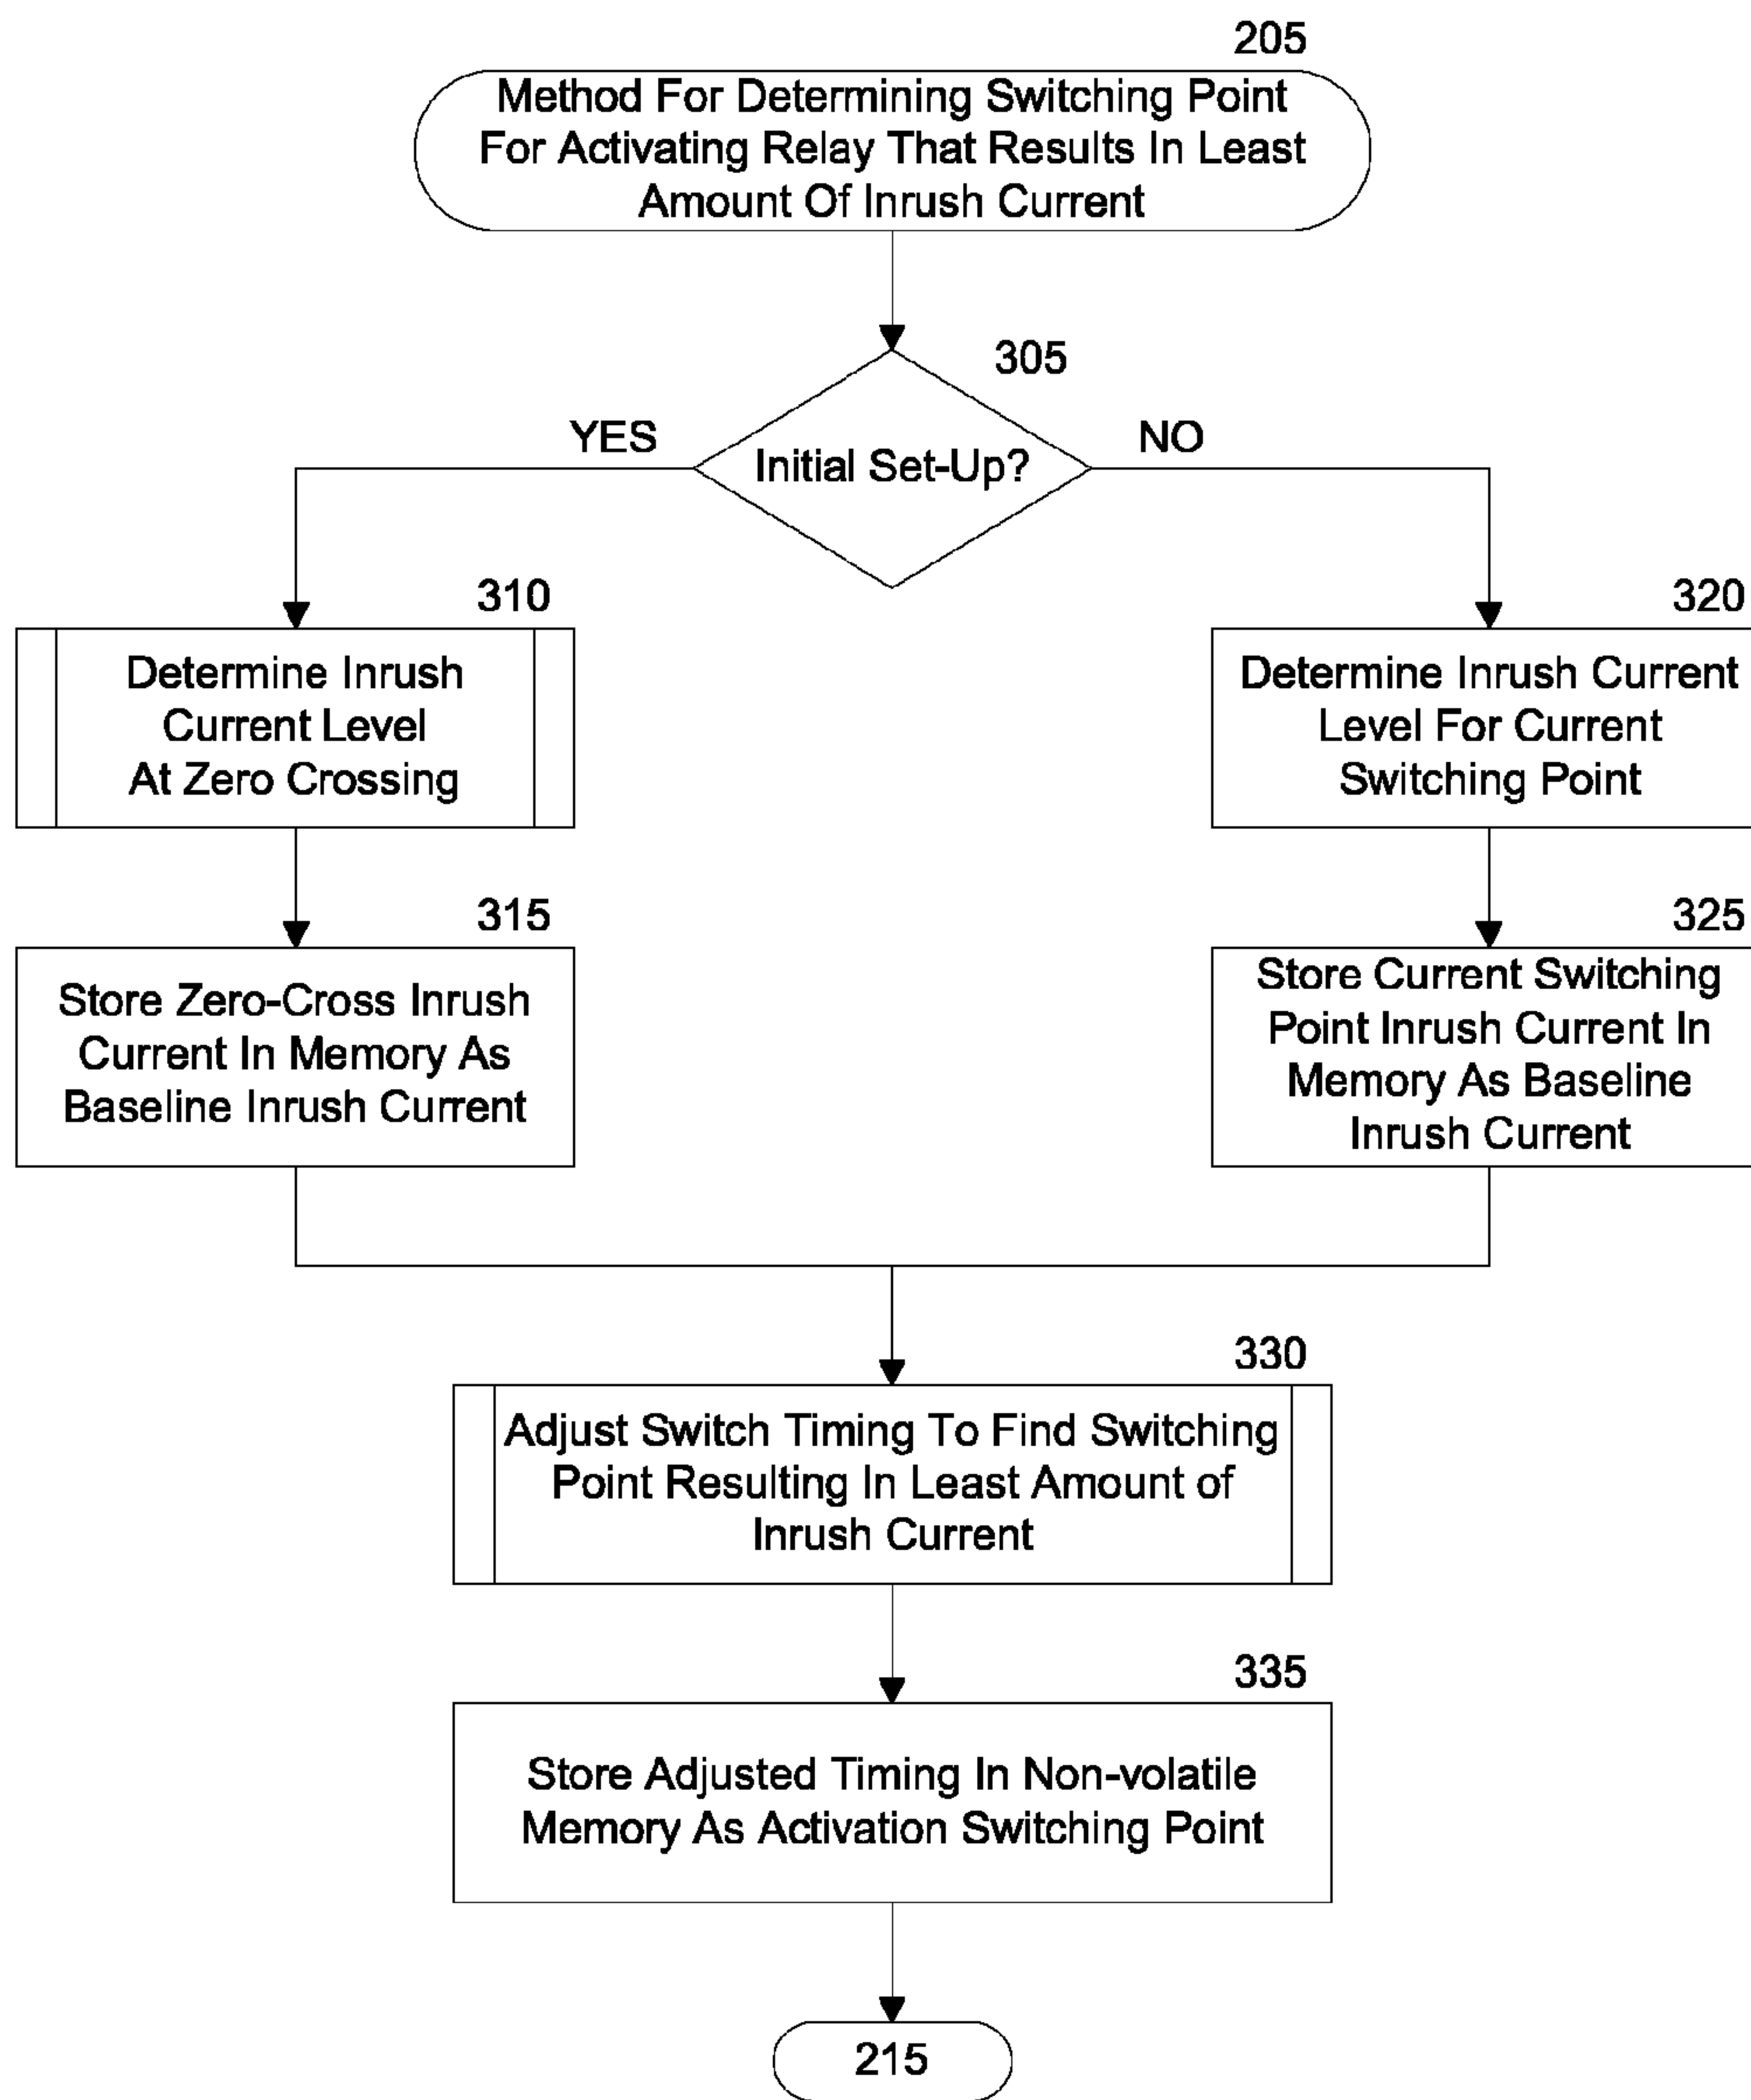 205
Method For Determining Switching Point
For Activating Relay That Results In Least
Amount Of Inrush Current
305
YES
NO
Initial Set-Up?
310
Determine Inrush
Current Level
At Zero Crossing
320
Determine Inrush Current
Level For Current
Switching Point
315
Store Zero-Cross Inrush
Current In Memory As
Baseline Inrush Current
325
Store Current Switching
Point Inrush Current In
Memory As Baseline
Inrush Current
330
Adjust Switch Timing To Find Switching
Point Resulting In Least Amount of
Inrush Current
335
Store Adjusted Timing In Non-volatile
Memory As Activation Switching Point
215